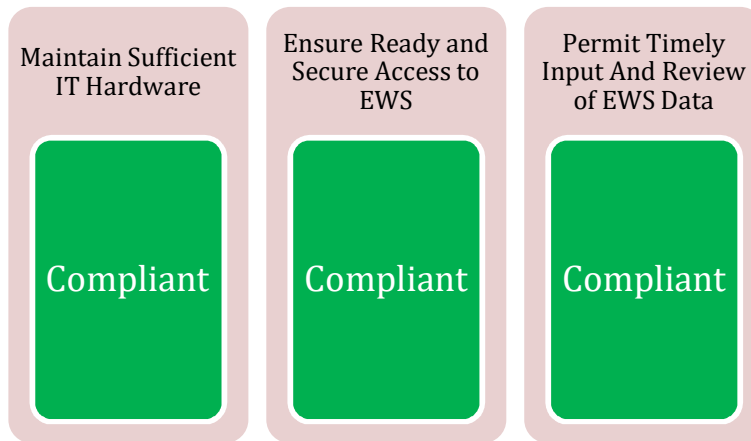 Maintain Sufficient
IT Hardware
Compliant
Ensure Ready and
Secure Access to
EWS
Compliant
Permit Timely
Input And Review
of EWS Data
Compliant